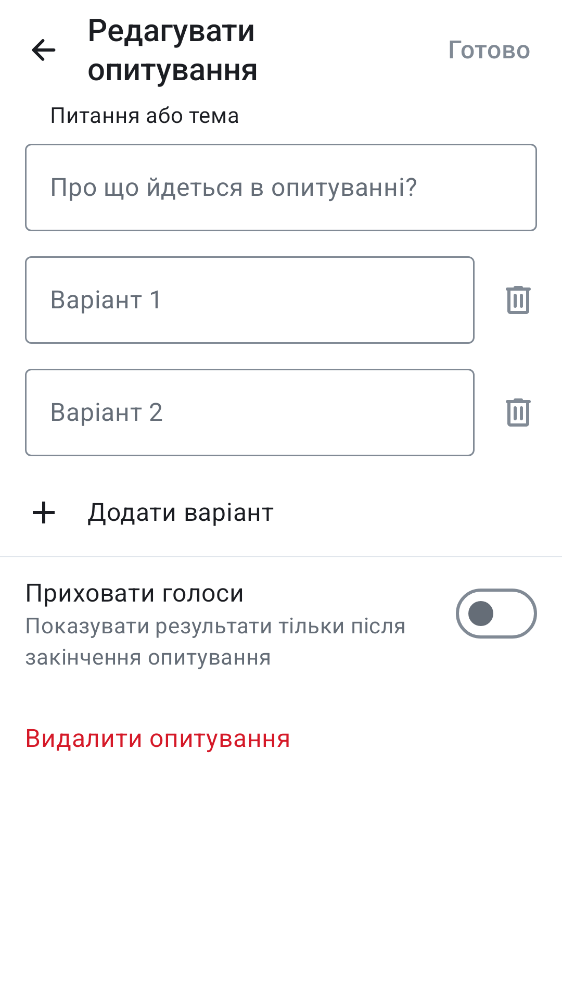 Редагувати
опитування
Готово
Питання або тема
Про що йдеться в опитуванні?
Варіант 1
Варіант 2
Додати варіант
Приховати голоси
Показувати результати тільки після
закінчення опитування
Видалити опитування